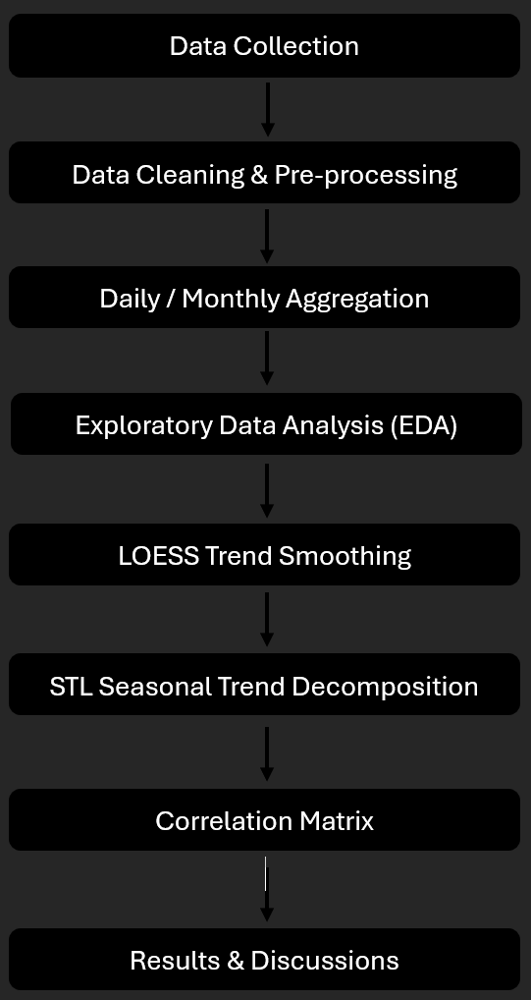 Data Collection
Data Cleaning & Pre-processing
Daily / Monthly Aggregation
Exploratory Data Analysis (EDA)
LOESS Trend Smoothing
STL Seasonal Trend Decomposition
Correlation Matrix
Results & Discussions